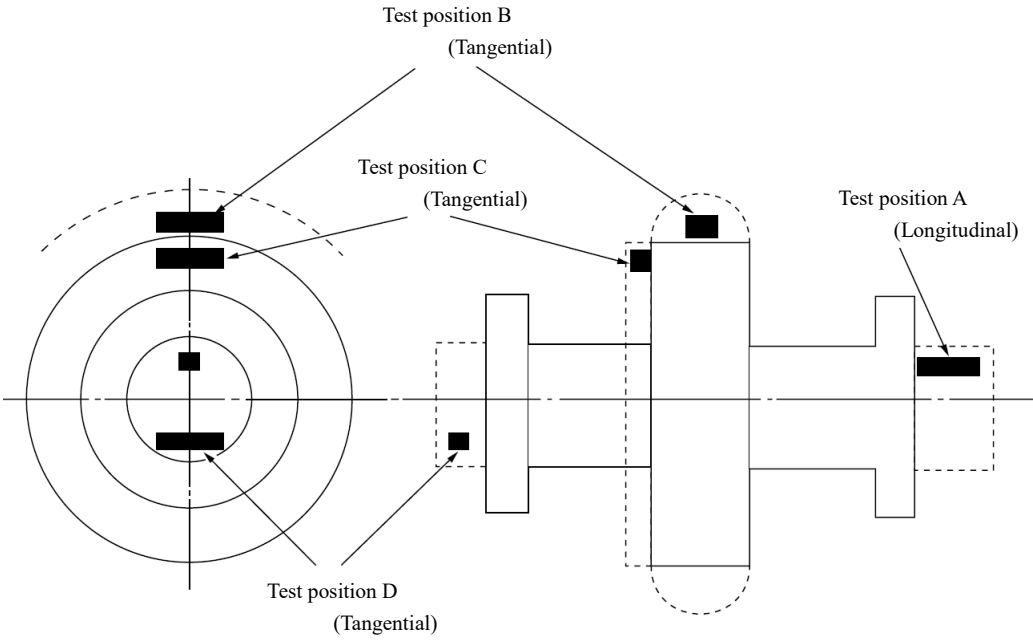 Test position B
(Tangential)
Test position C
(Tangential)
Test position A
(Longitudinal)
Test position D
(Tangential)